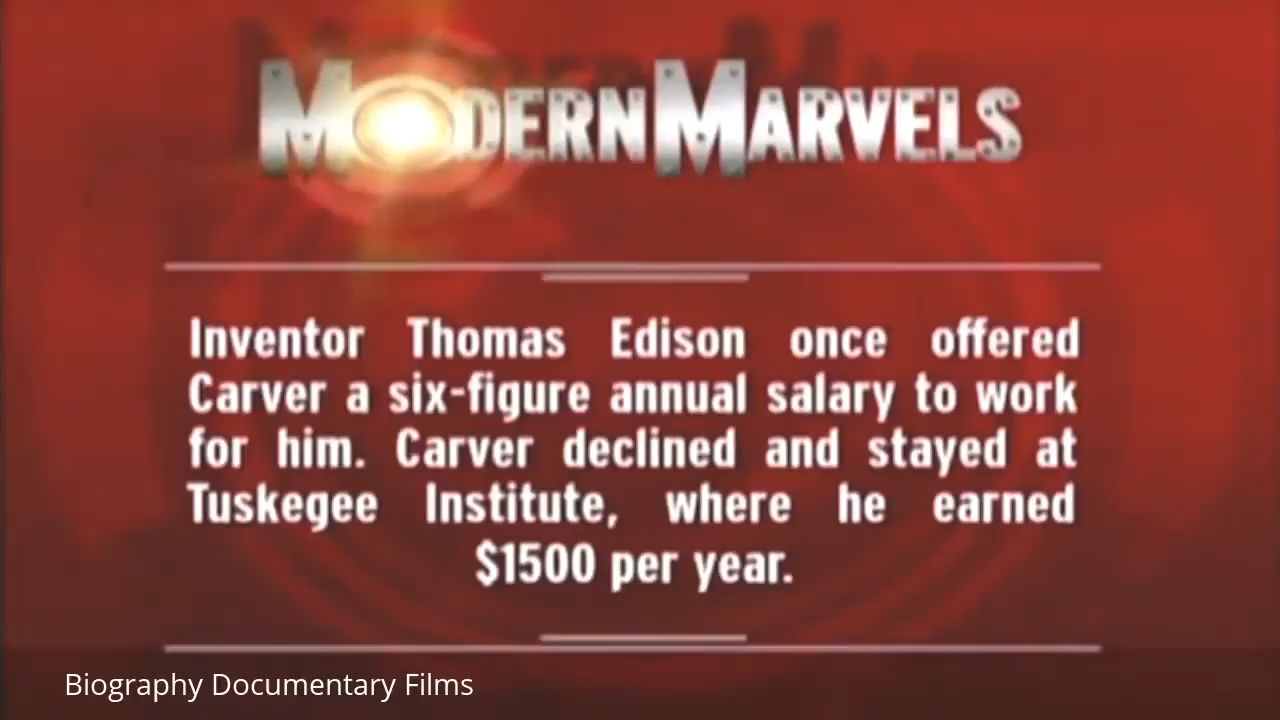 MODERN MARVELS
Inventor Thomas Edison once offered
Carver a six-figure annual salary to work
for him. Carver declined and stayed at
Tuskegee Institute, where he earned
$1500 per year.
Biography Documentary Films